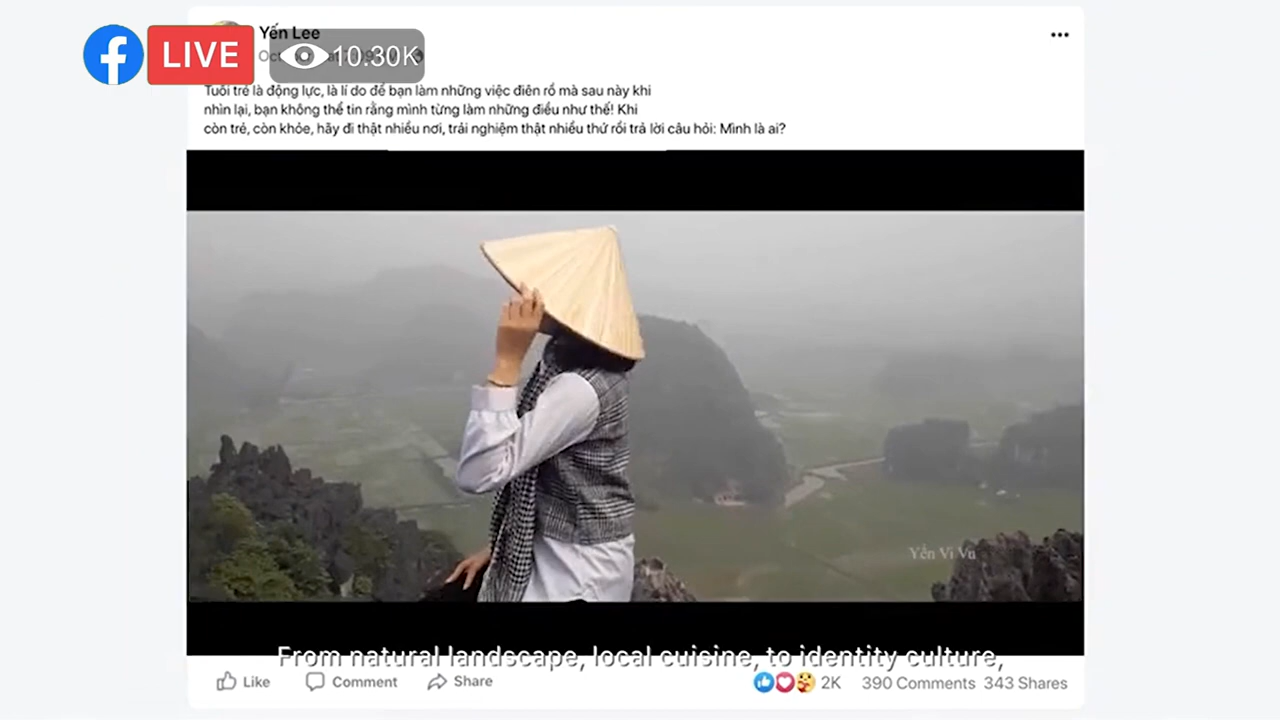 Yến Lee
LIVE
10.30K
Tuổi trẻ là động lực, là lí do để bạn làm những việc điên rồ mà sau này khi
nhìn lại, bạn không thể tin rằng mình từng làm những điều như thế! Khi
còn trẻ, còn khỏe, hãy đi thật nhiều nơi, trải nghiệm thật nhiều thứ rồi trả lời câu hỏi: Mình là ai?
Yến Vi Vu
From natural landscape, local cuisine, to identity culture,
Like
Comment
Share
2K
390 Comments
343 Shares